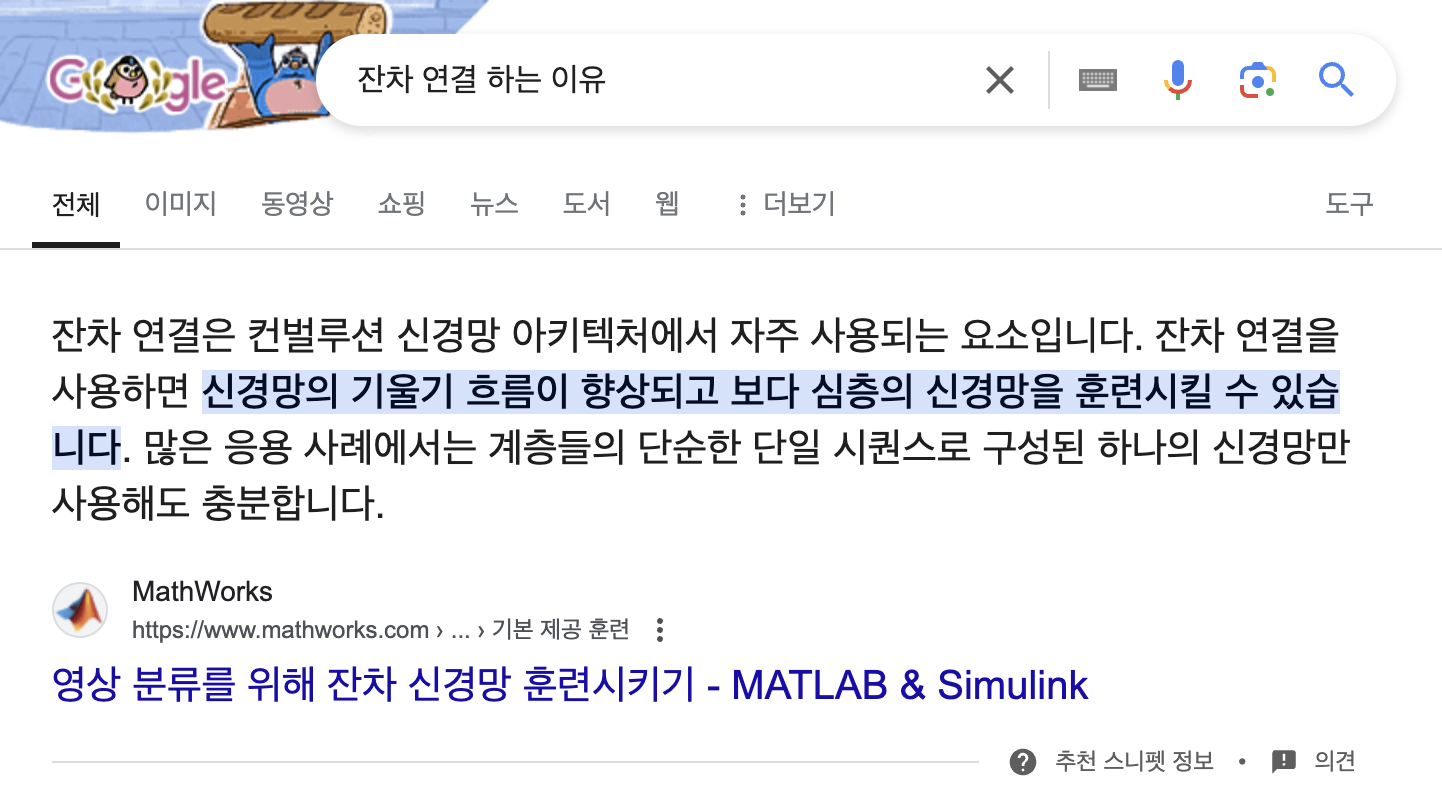 Google
잔차 연결 하는 이유
전체 이미지 동영상 쇼핑 뉴스 도서 웹 더보기 도구
잔차 연결은 컨벌루션 신경망 아키텍처에서 자주 사용되는 요소입니다. 잔차 연결을
사용하면 신경망의 기울기 흐름이 향상되고 보다 심층의 신경망을 훈련시킬 수 있습
니다. 많은 응용 사례에서는 계층들의 단순한 단일 시퀀스로 구성된 하나의 신경망만
사용해도 충분합니다.
MathWorks
https://www.mathworks.com › ... › 기본 제공 훈련
영상 분류를 위해 잔차 신경망 훈련시키기 - MATLAB & Simulink
추천 스니펫 정보 • 의견